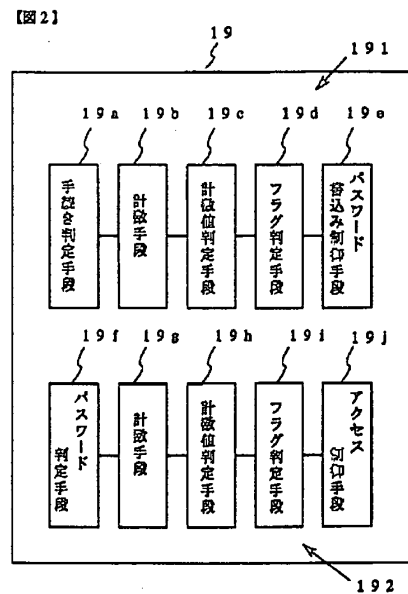 【図2】
19
191
19a
19b
19c
19d
19e
手続き判定手段
計数手段
計数値判定手段
フラグ判定手段
パスワード
書込み制御手段
19f
19g
19h
19i
19j
パスワード
判定手段
計数手段
計数値判定手段
フラグ判定手段
アクセス
制御手段
192